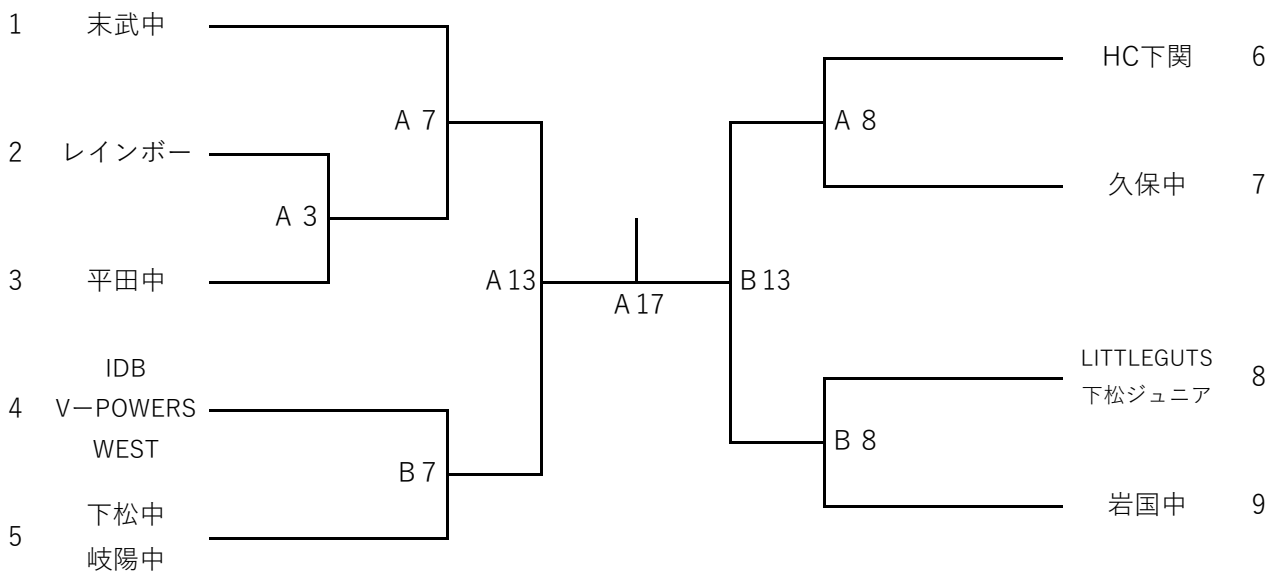 1 末武中
A 7
2 レインボー
A 3
3 平田中
A 13
IDB
4 V－POWERS
WEST
B 7
下松中
5
岐陽中
A 17
HC下関 6
A 8
久保中 7
B 13
LITTLEGUTS
8
下松ジュニア
B 8
岩国中 9